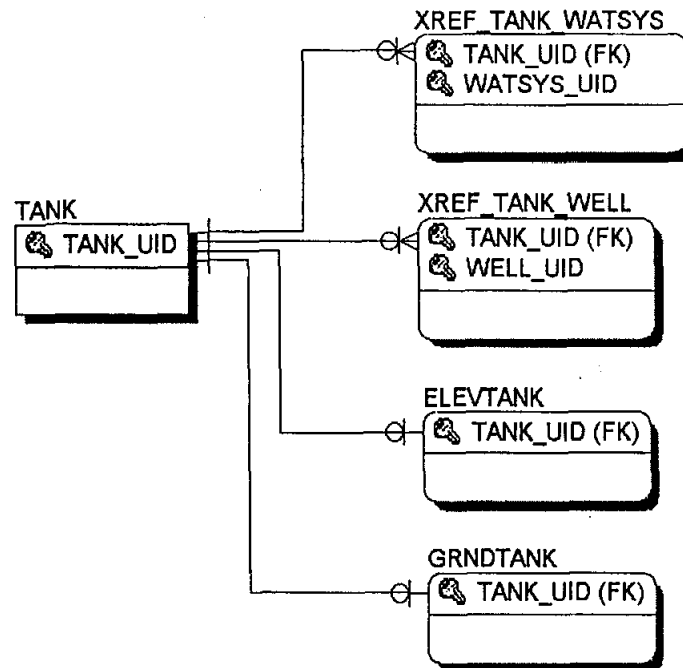 XREF_TANK_WATSYS
TANK_UID (FK)
WATSYS_UID
TANK
TANK_UID
XREF_TANK_WELL
TANK_UID (FK)
WELL_UID
ELEVTANK
TANK_UID (FK)
GRNDTANK
TANK_UID (FK)